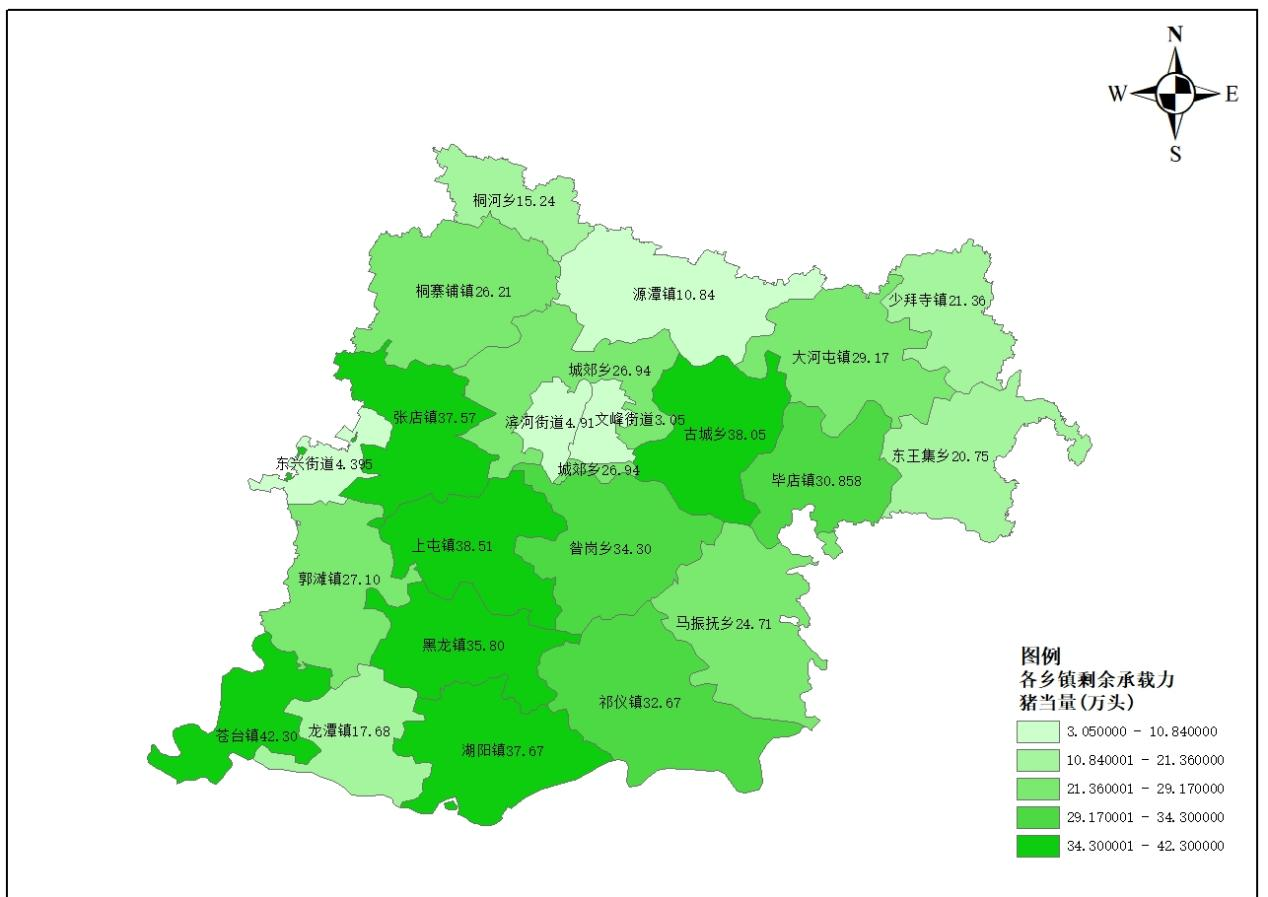 N
W
E
S
桐河乡15.24
桐寨铺镇26.21
源潭镇10.84
少拜寺镇21.36
大河屯镇29.17
城郊乡26.94
张店镇37.57
滨河街道4.91
文峰街道3.05
古城乡38.05
东兴街道4.395
城郊乡26.94
毕店镇30.858
东王集乡20.75
上屯镇38.51
昝岗乡34.30
郭滩镇27.10
马振抚乡24.71
黑龙镇35.80
祁仪镇32.67
苍台镇42.30
龙潭镇17.68
湖阳镇37.67
图例
各乡镇剩余承载力
猪当量(万头)
3.050000 - 10.840000
10.840001 - 21.360000
21.360001 - 29.170000
29.170001 - 34.300000
34.300001 - 42.300000